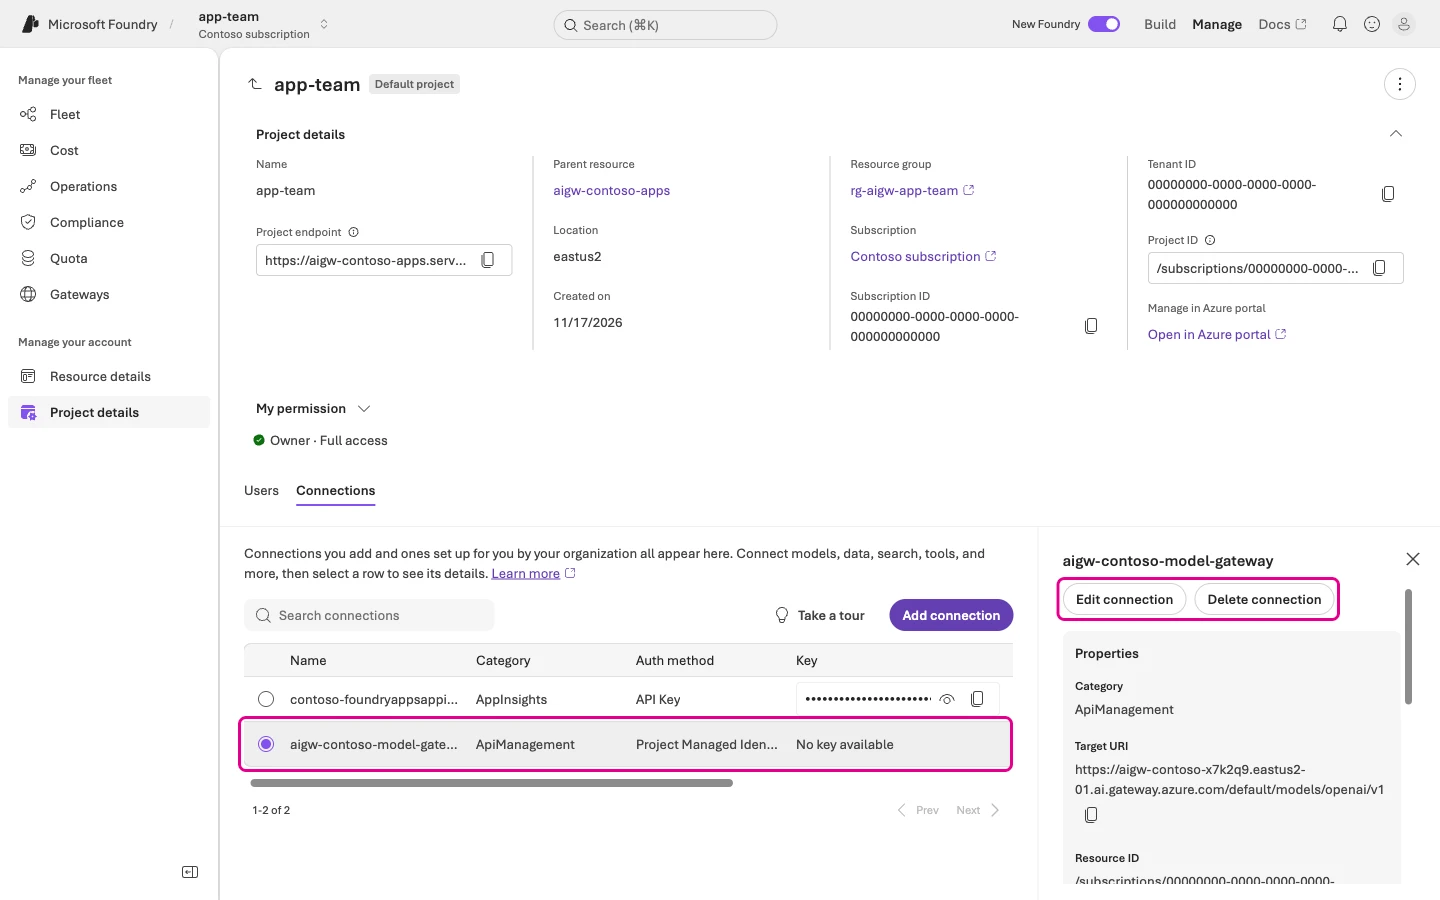 Microsoft Foundry
/
app-team
Contoso subscription
Search (⌘K)
New Foundry
Build
Manage
Docs
Manage your fleet
Fleet
Cost
Operations
Compliance
Quota
Gateways
Manage your account
Resource details
Project details
app-team
Default project
Project details
Name
app-team
Project endpoint
https://aigw-contoso-apps.serv...
Parent resource
aigw-contoso-apps
Location
eastus2
Created on
11/17/2026
Resource group
rg-aigw-app-team
Subscription
Contoso subscription
Subscription ID
00000000-0000-0000-0000-
000000000000
Tenant ID
00000000-0000-0000-0000-
000000000000
Project ID
/subscriptions/00000000-0000-...
Manage in Azure portal
Open in Azure portal
My permission
Owner · Full access
Users
Connections
Connections you add and ones set up for you by your organization all appear here. Connect models, data, search, tools, and
more, then select a row to see its details. Learn more
Search connections
Take a tour
Add connection
Name Category Auth method Key
contoso-foundryappsappi... AppInsights API Key ••••••••••••••••••••••
aigw-contoso-model-gate... ApiManagement Project Managed Iden... No key available
1-2 of 2
Prev
Next
aigw-contoso-model-gateway
Edit connection
Delete connection
Properties
Category
ApiManagement
Target URI
https://aigw-contoso-x7k2q9.eastus2-
01.ai.gateway.azure.com/default/models/openai/v1
Resource ID
/subscriptions/00000000-0000-0000-0000-